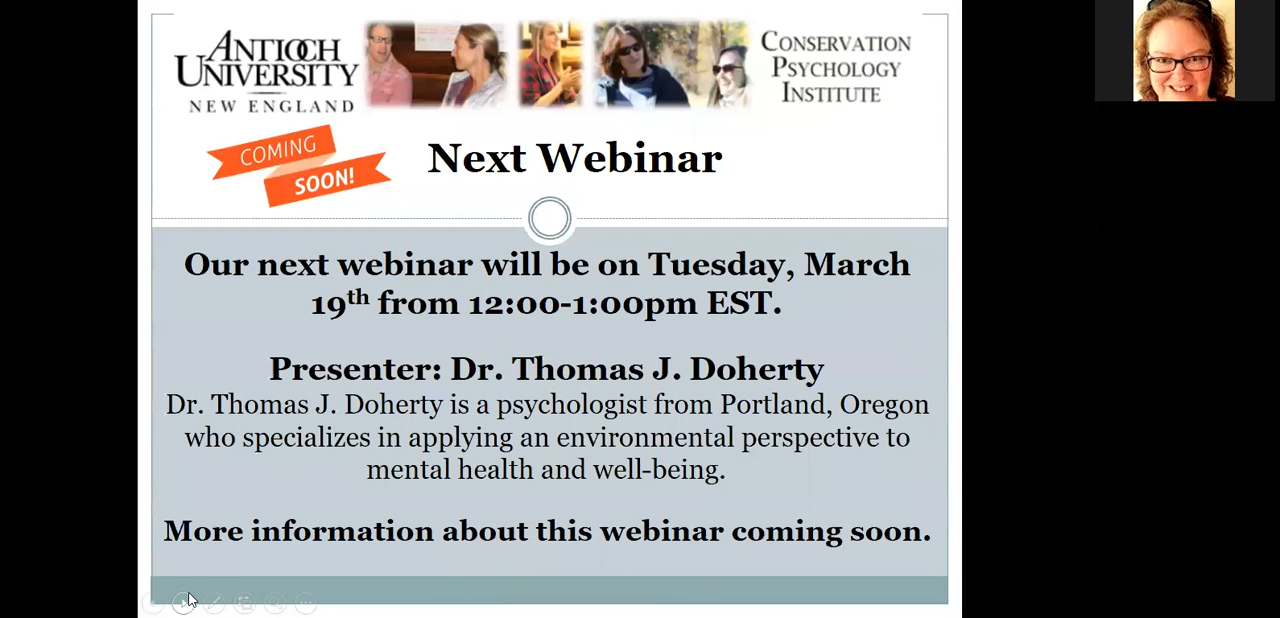 ANTIOCH
UNIVERSITY
NEW ENGLAND
CONSERVATION
PSYCHOLOGY
INSTITUTE
COMING
SOON!
Next Webinar
Our next webinar will be on Tuesday, March
19th from 12:00-1:00pm EST.
Presenter: Dr. Thomas J. Doherty
Dr. Thomas J. Doherty is a psychologist from Portland, Oregon
who specializes in applying an environmental perspective to
mental health and well-being.
More information about this webinar coming soon.